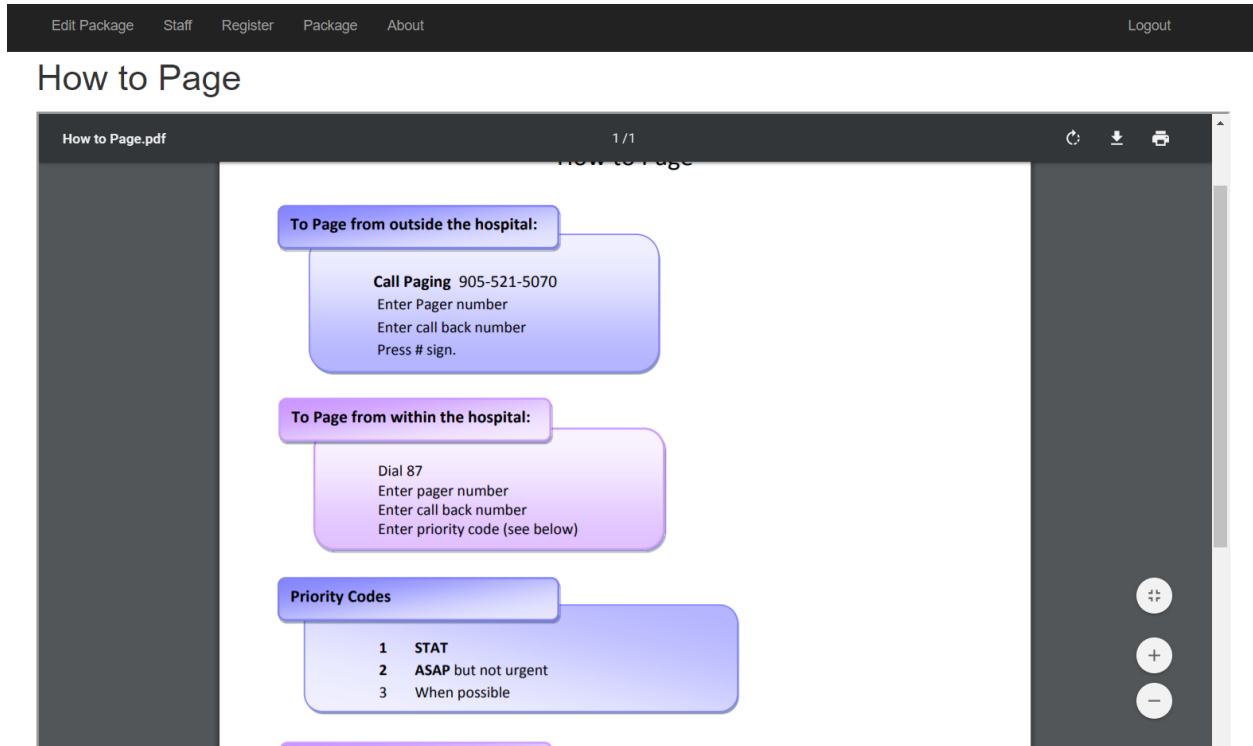 Edit Package Staff Register Package About Logout
How to Page
How to Page.pdf 1 / 1
How to Page
To Page from outside the hospital:
Call Paging 905-521-5070
Enter Pager number
Enter call back number
Press # sign.
To Page from within the hospital:
Dial 87
Enter pager number
Enter call back number
Enter priority code (see below)
Priority Codes
1 STAT
2 ASAP but not urgent
3 When possible